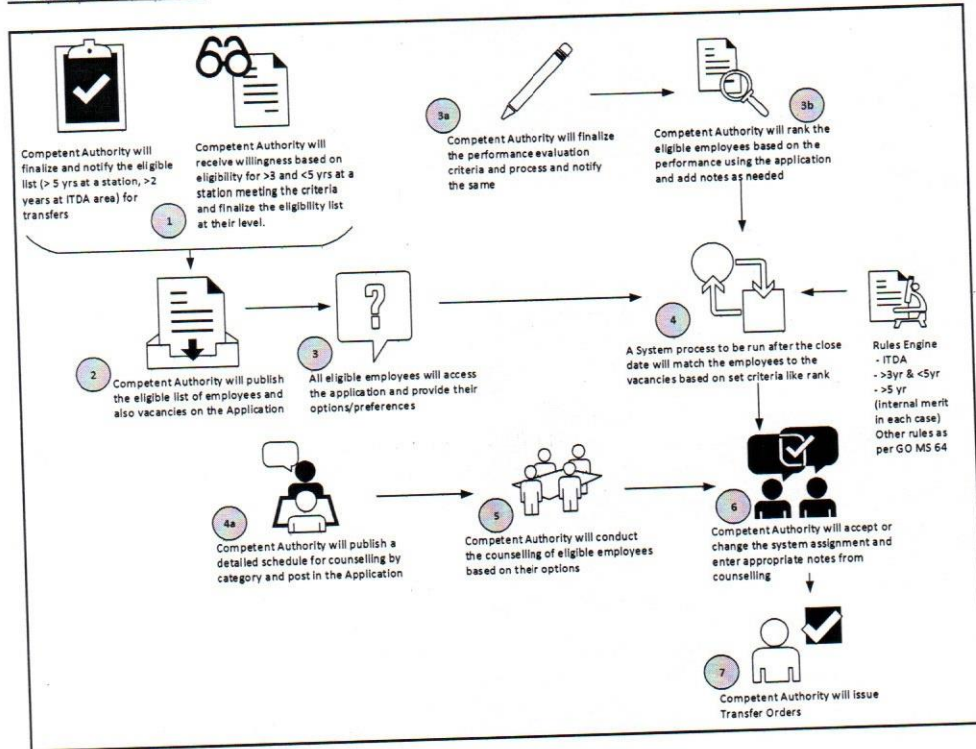 Competent Authority will
finalize and notify the eligible
list (> 5 yrs at a station, >2
years at ITDA area) for
transfers
1
Competent Authority will
receive willingness based on
eligibility for >3 and <5 yrs at a
station meeting the criteria
and finalize the eligibility list
at their level.
3a
Competent Authority will finalize
the performance evaluation
criteria and process and notify
the same
3b
Competent Authority will rank the
eligible employees based on the
performance using the application
and add notes as needed
2
Competent Authority will publish
the eligible list of employees and
also vacancies on the Application
?
3
All eligible employees will access
the application and provide their
options/preferences
4
A System process to be run after the close
date will match the employees to the
vacancies based on set criteria like rank
Rules Engine
- ITDA
- >3yr & <5yr
- >5 yr
(internal merit
in each case)
Other rules as
per GO MS 64
4a
Competent Authority will publish a
detailed schedule for counselling by
category and post in the Application
5
Competent Authority will conduct
the counselling of eligible employees
based on their options
6
Competent Authority will accept or
change the system assignment and
enter appropriate notes from
counselling
7
Competent Authority will issue
Transfer Orders